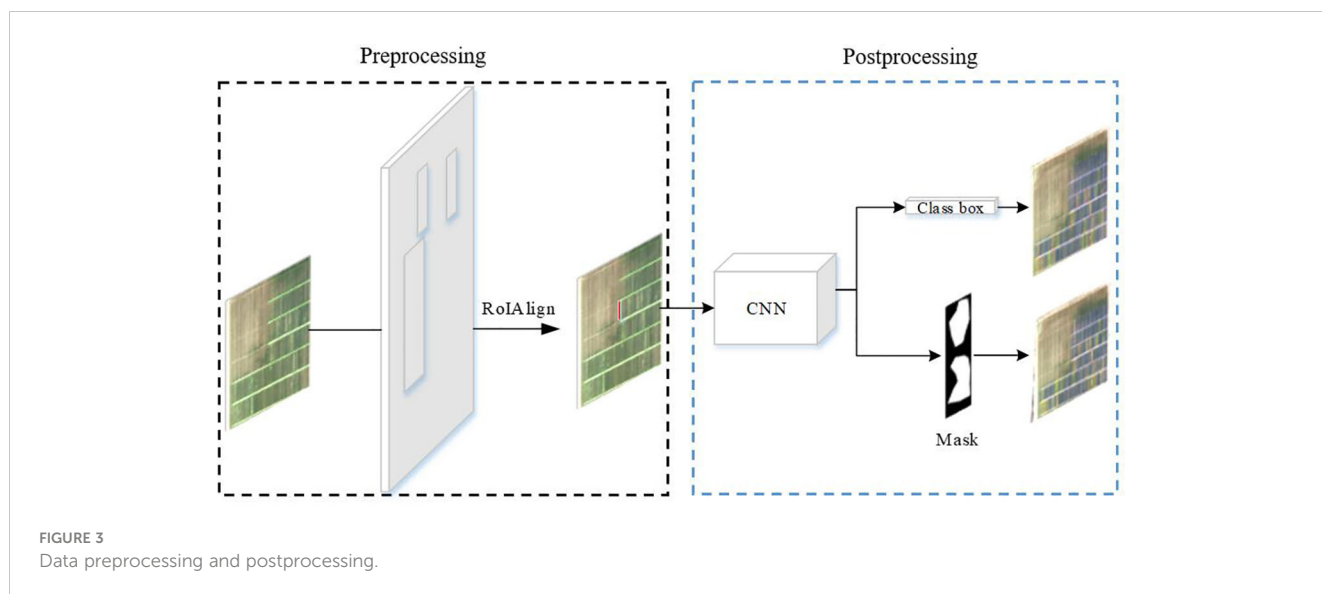 Preprocessing
Postprocessing
RoIAlign
CNN
Class box
Mask
FIGURE 3
Data preprocessing and postprocessing.